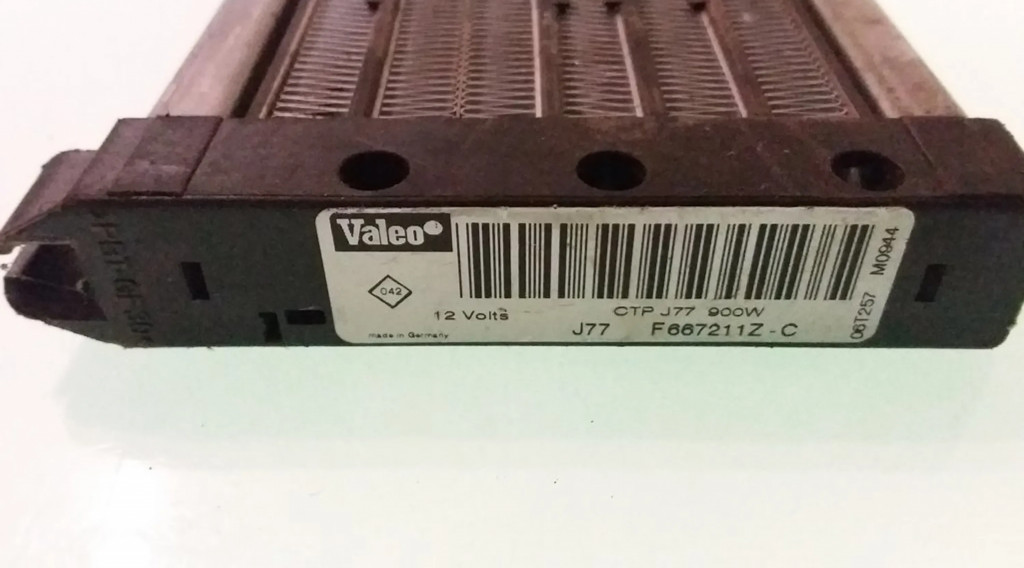 Valeo
042
12 Volts
made in Germany
CTP J77 900W
J77 F667211Z-C
06T257 M0944